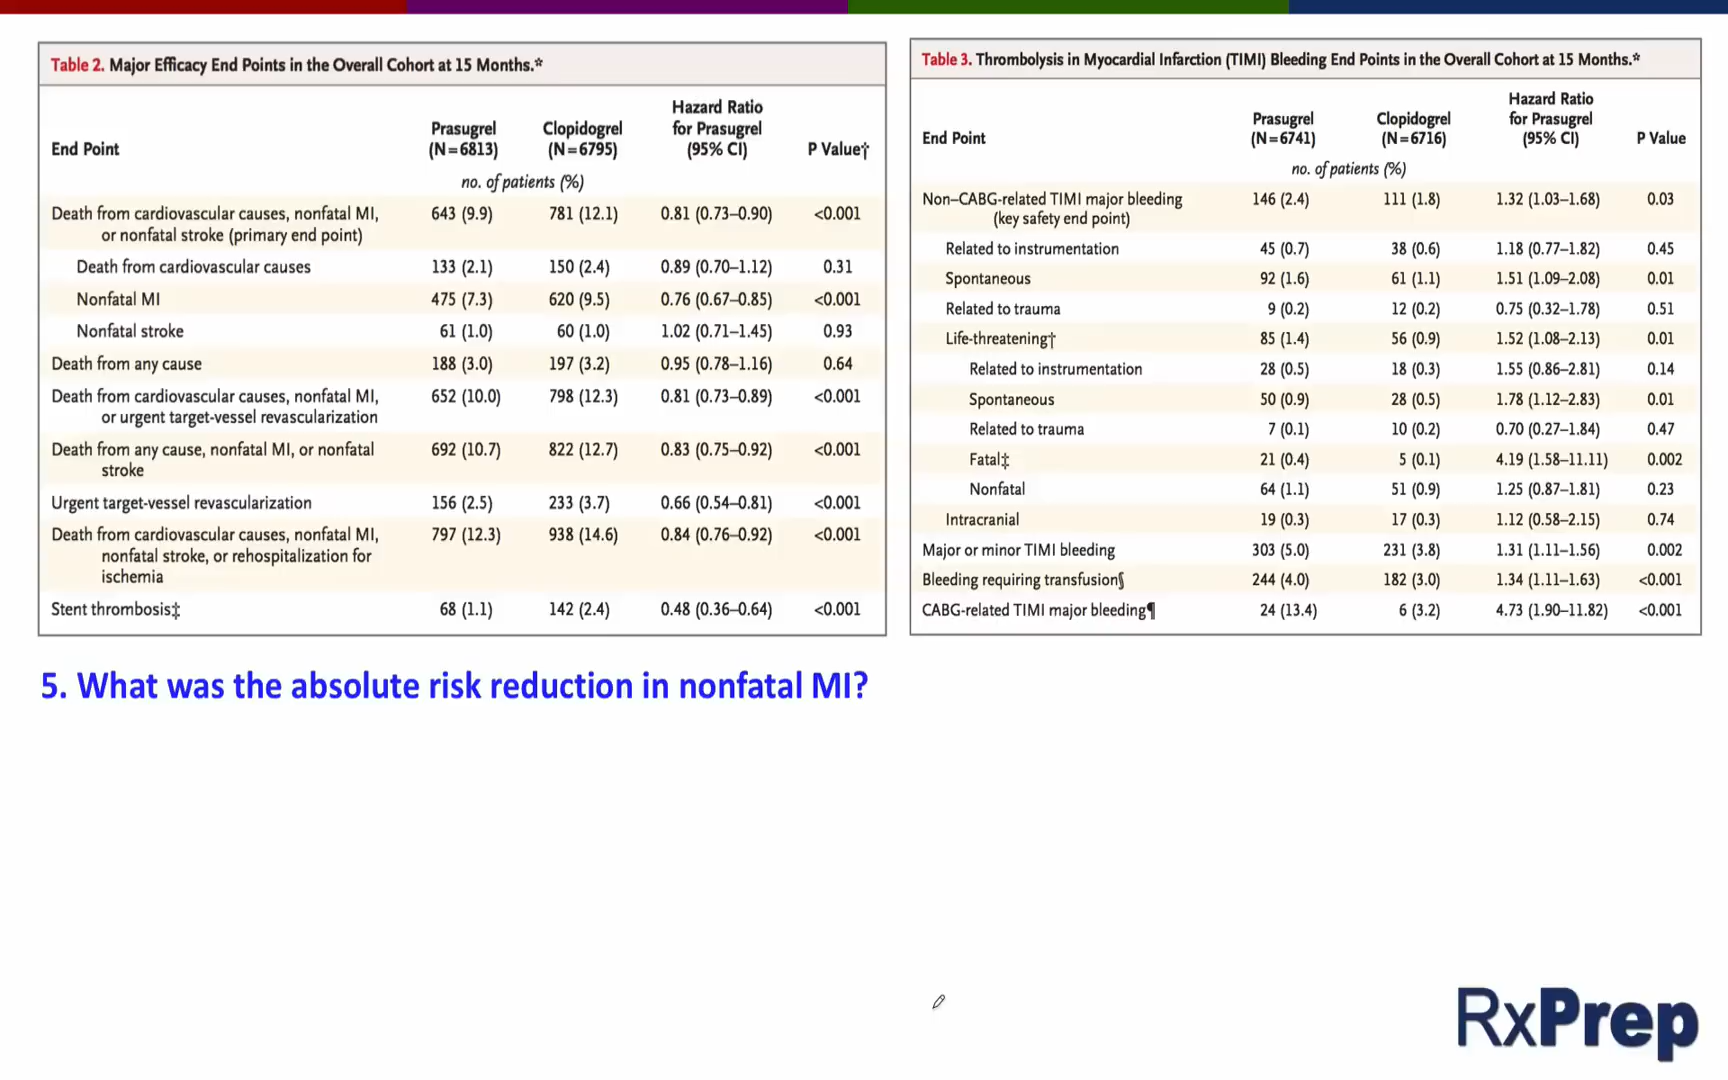 Table 2. Major Efficacy End Points in the Overall Cohort at 15 Months.*
End Point
Prasugrel
(N=6813)
Clopidogrel
(N=6795)
Hazard Ratio
for Prasugrel
(95% CI)
P Value†
no. of patients (%)
Death from cardiovascular causes, nonfatal MI, 643 (9.9) 781 (12.1) 0.81 (0.73–0.90) <0.001
or nonfatal stroke (primary end point)
Death from cardiovascular causes 133 (2.1) 150 (2.4) 0.89 (0.70–1.12) 0.31
Nonfatal MI 475 (7.3) 620 (9.5) 0.76 (0.67–0.85) <0.001
Nonfatal stroke 61 (1.0) 60 (1.0) 1.02 (0.71–1.45) 0.93
Death from any cause 188 (3.0) 197 (3.2) 0.95 (0.78–1.16) 0.64
Death from cardiovascular causes, nonfatal MI, 652 (10.0) 798 (12.3) 0.81 (0.73–0.89) <0.001
or urgent target-vessel revascularization
Death from any cause, nonfatal MI, or nonfatal 692 (10.7) 822 (12.7) 0.83 (0.75–0.92) <0.001
stroke
Urgent target-vessel revascularization 156 (2.5) 233 (3.7) 0.66 (0.54–0.81) <0.001
Death from cardiovascular causes, nonfatal MI, 797 (12.3) 938 (14.6) 0.84 (0.76–0.92) <0.001
nonfatal stroke, or rehospitalization for
ischemia
Stent thrombosis‡ 68 (1.1) 142 (2.4) 0.48 (0.36–0.64) <0.001
Table 3. Thrombolysis in Myocardial Infarction (TIMI) Bleeding End Points in the Overall Cohort at 15 Months.*
End Point
Prasugrel
(N=6741)
Clopidogrel
(N=6716)
Hazard Ratio
for Prasugrel
(95% CI)
P Value
no. of patients (%)
Non–CABG-related TIMI major bleeding 146 (2.4) 111 (1.8) 1.32 (1.03–1.68) 0.03
(key safety end point)
Related to instrumentation 45 (0.7) 38 (0.6) 1.18 (0.77–1.82) 0.45
Spontaneous 92 (1.6) 61 (1.1) 1.51 (1.09–2.08) 0.01
Related to trauma 9 (0.2) 12 (0.2) 0.75 (0.32–1.78) 0.51
Life-threatening† 85 (1.4) 56 (0.9) 1.52 (1.08–2.13) 0.01
Related to instrumentation 28 (0.5) 18 (0.3) 1.55 (0.86–2.81) 0.14
Spontaneous 50 (0.9) 28 (0.5) 1.78 (1.12–2.83) 0.01
Related to trauma 7 (0.1) 10 (0.2) 0.70 (0.27–1.84) 0.47
Fatal‡ 21 (0.4) 5 (0.1) 4.19 (1.58–11.11) 0.002
Nonfatal 64 (1.1) 51 (0.9) 1.25 (0.87–1.81) 0.23
Intracranial 19 (0.3) 17 (0.3) 1.12 (0.58–2.15) 0.74
Major or minor TIMI bleeding 303 (5.0) 231 (3.8) 1.31 (1.11–1.56) 0.002
Bleeding requiring transfusion§ 244 (4.0) 182 (3.0) 1.34 (1.11–1.63) <0.001
CABG-related TIMI major bleeding¶ 24 (13.4) 6 (3.2) 4.73 (1.90–11.82) <0.001
5. What was the absolute risk reduction in nonfatal MI?
RxPrep